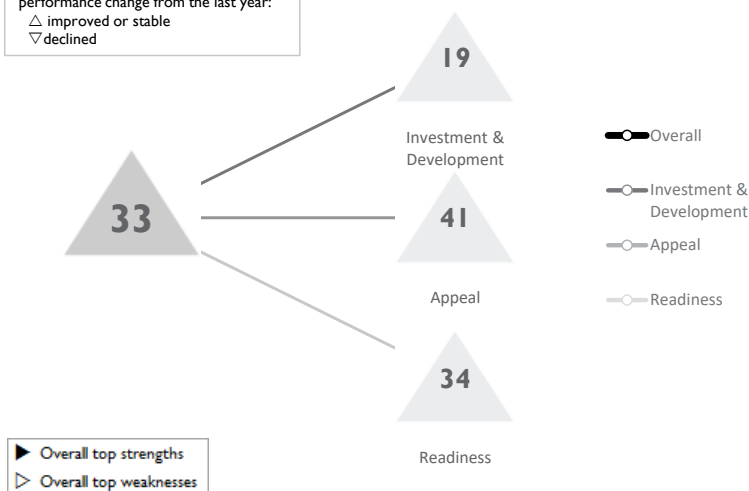 performance change from the last year:
△ improved or stable
▽ declined
19
Investment &
Development
33
41
Appeal
34
Readiness
Overall
Investment &
Development
Appeal
Readiness
► Overall top strengths
▷ Overall top weaknesses